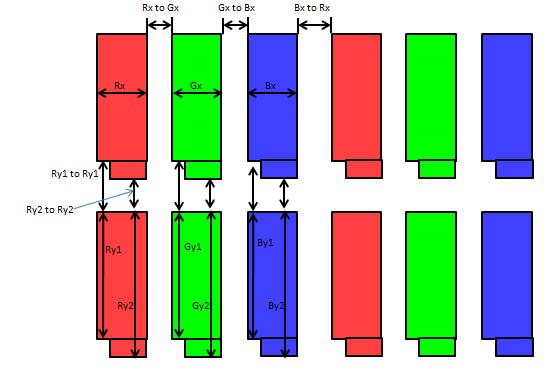 Rx to Gx
Gx to Bx
Bx to Rx
Rx
Gx
Bx
Ry1 to Ry1
Ry2 to Ry2
Ry1
Gy1
By1
Ry2
Gy2
By2